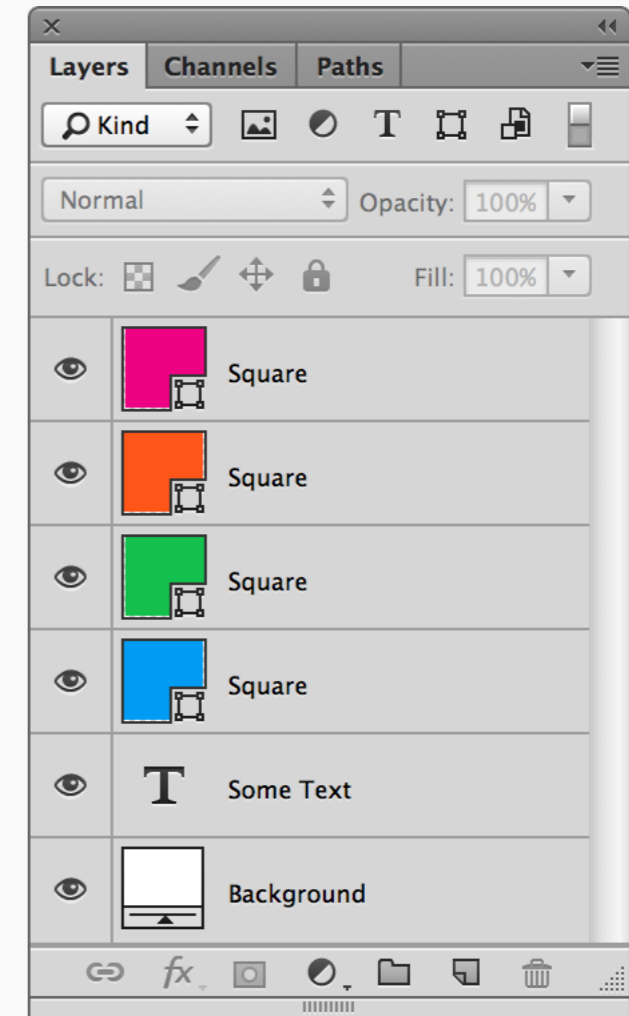 Layers Channels Paths
Kind
Normal Opacity: 100%
Lock: Fill: 100%
Square
Square
Square
Square
T Some Text
Background
fx